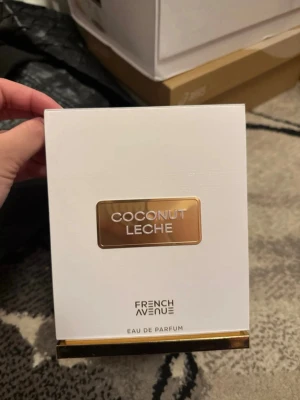 COCONUT
LECHE
FRENCH
AVENUE
EAU DE PARFUM